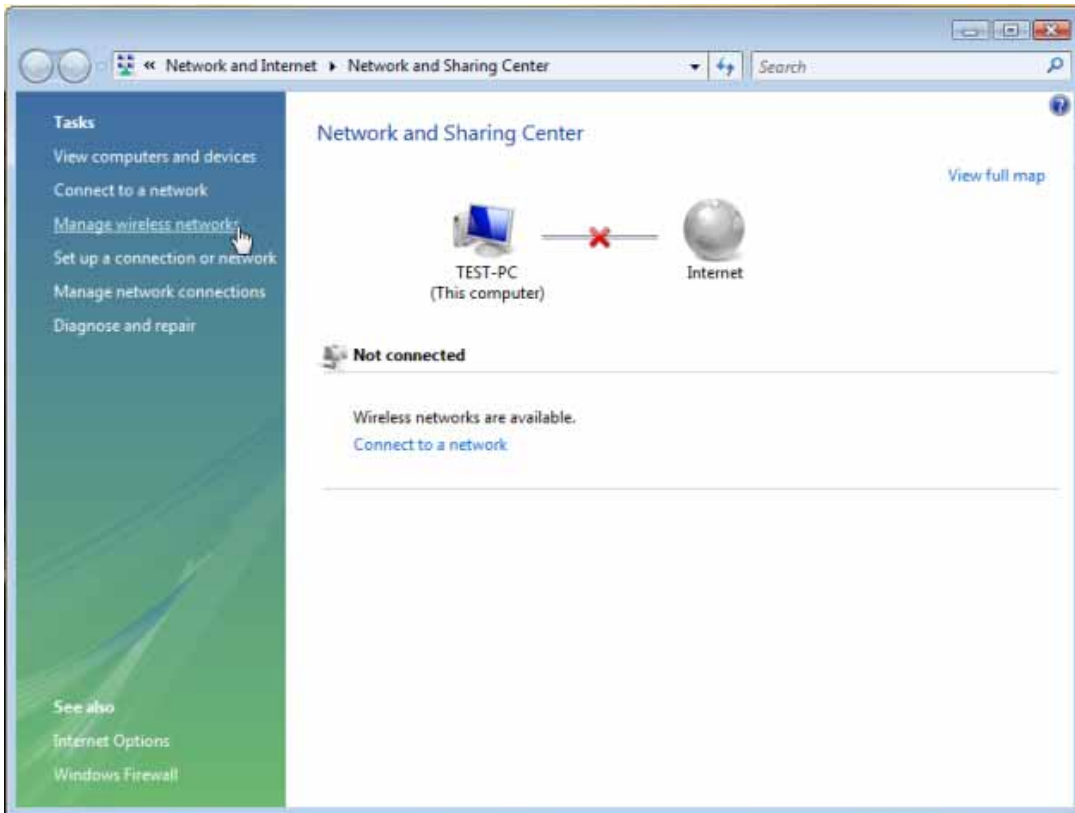 « Network and Internet ▸ Network and Sharing Center
Search
Tasks
View computers and devices
Connect to a network
Manage wireless networks
Set up a connection or network
Manage network connections
Diagnose and repair
See also
Internet Options
Windows Firewall
Network and Sharing Center
View full map
TEST-PC
(This computer)
Internet
Not connected
Wireless networks are available.
Connect to a network